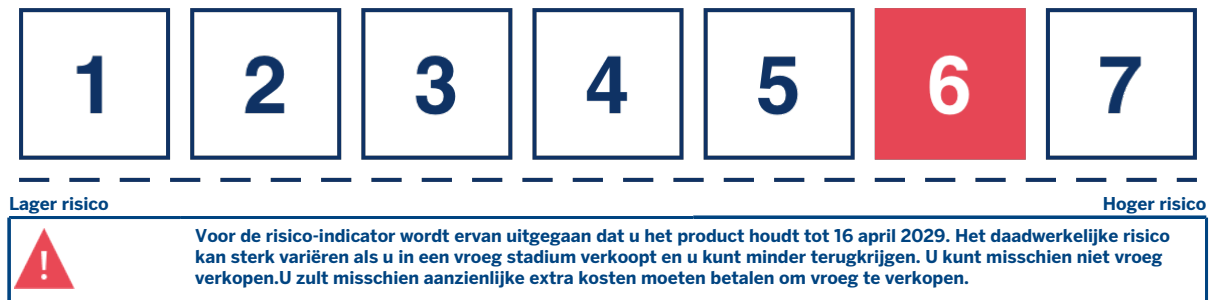 1 2 3 4 5 6 7
Lager risico Hoger risico
Voor de risico-indicator wordt ervan uitgegaan dat u het product houdt tot 16 april 2029. Het daadwerkelijke risico
kan sterk variëren als u in een vroeg stadium verkoopt en u kunt minder terugkrijgen. U kunt misschien niet vroeg
verkopen.U zult misschien aanzienlijke extra kosten moeten betalen om vroeg te verkopen.
!